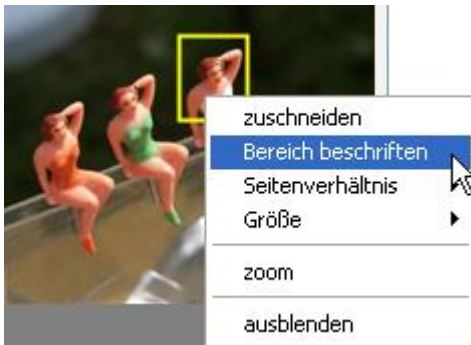 zuschneiden
Bereich beschriften
Seitenverhältnis
Größe
zoom
ausblenden